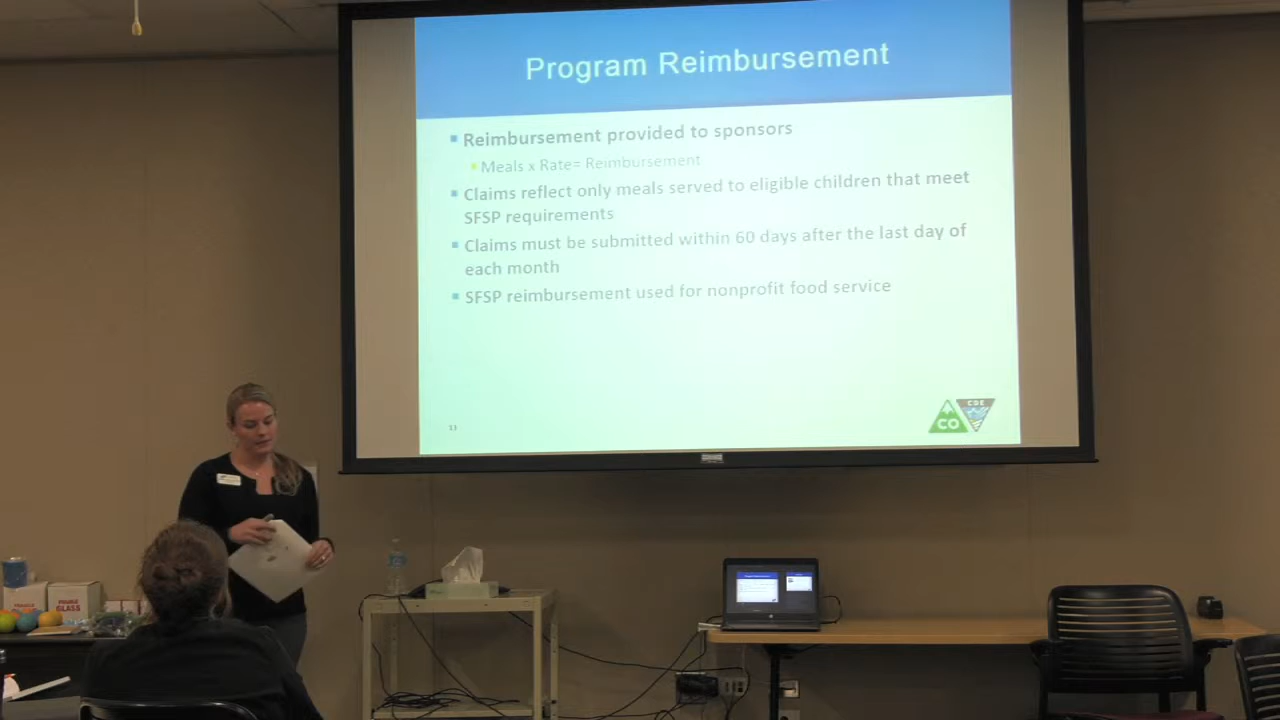 Program Reimbursement
Reimbursement provided to sponsors
Meals x Rate= Reimbursement
Claims reflect only meals served to eligible children that meet
SFSP requirements
Claims must be submitted within 60 days after the last day of
each month
SFSP reimbursement used for nonprofit food service
CDE
CO
FRAGILE
GLASS